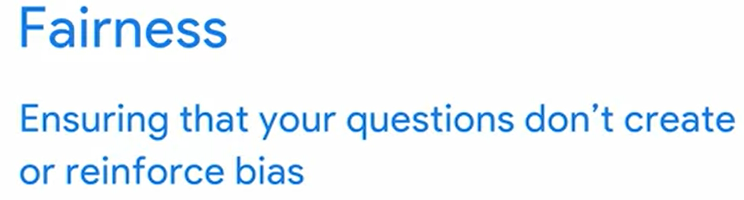 Fairness
Ensuring that your questions don’t create
or reinforce bias